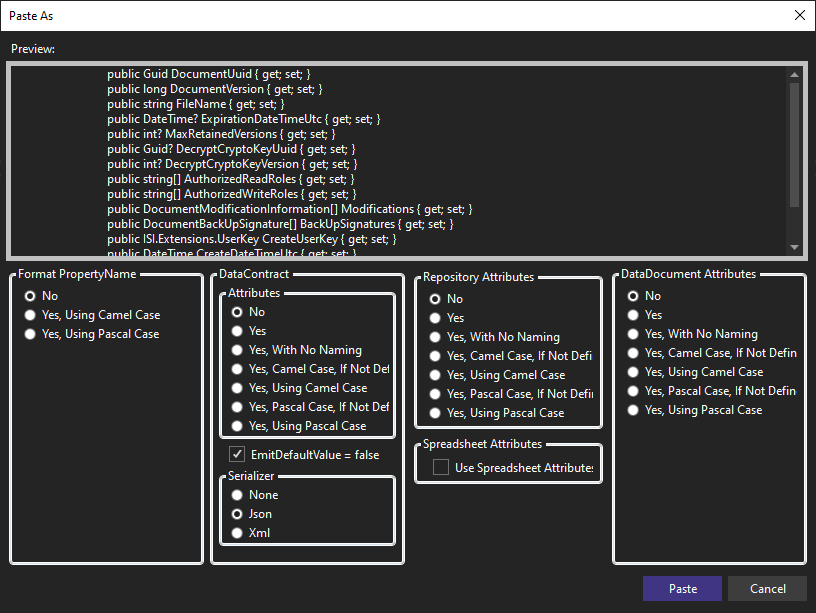 Paste As
Preview:
public Guid DocumentUuid { get; set; }
public long DocumentVersion { get; set; }
public string FileName { get; set; }
public DateTime? ExpirationDateTimeUtc { get; set; }
public int? MaxRetainedVersions { get; set; }
public Guid? DecryptCryptoKeyUuid { get; set; }
public int? DecryptCryptoKeyVersion { get; set; }
public string[] AuthorizedReadRoles { get; set; }
public string[] AuthorizedWriteRoles { get; set; }
public DocumentModificationInformation[] Modifications { get; set; }
public DocumentBackUpSignature[] BackUpSignatures { get; set; }
public ISI.Extensions.UserKey CreateUserKey { get; set; }
public DateTime CreateDateTimeUtc { get; set; }
Format PropertyName
No
Yes, Using Camel Case
Yes, Using Pascal Case
DataContract
Attributes
No
Yes
Yes, With No Naming
Yes, Camel Case, If Not Def
Yes, Using Camel Case
Yes, Pascal Case, If Not Def
Yes, Using Pascal Case
EmitDefaultValue = false
Serializer
None
Json
Xml
Repository Attributes
No
Yes
Yes, With No Naming
Yes, Camel Case, If Not Defi
Yes, Using Camel Case
Yes, Pascal Case, If Not Defi
Yes, Using Pascal Case
Spreadsheet Attributes
Use Spreadsheet Attributes
DataDocument Attributes
No
Yes
Yes, With No Naming
Yes, Camel Case, If Not Defin
Yes, Using Camel Case
Yes, Pascal Case, If Not Defin
Yes, Using Pascal Case
Paste
Cancel